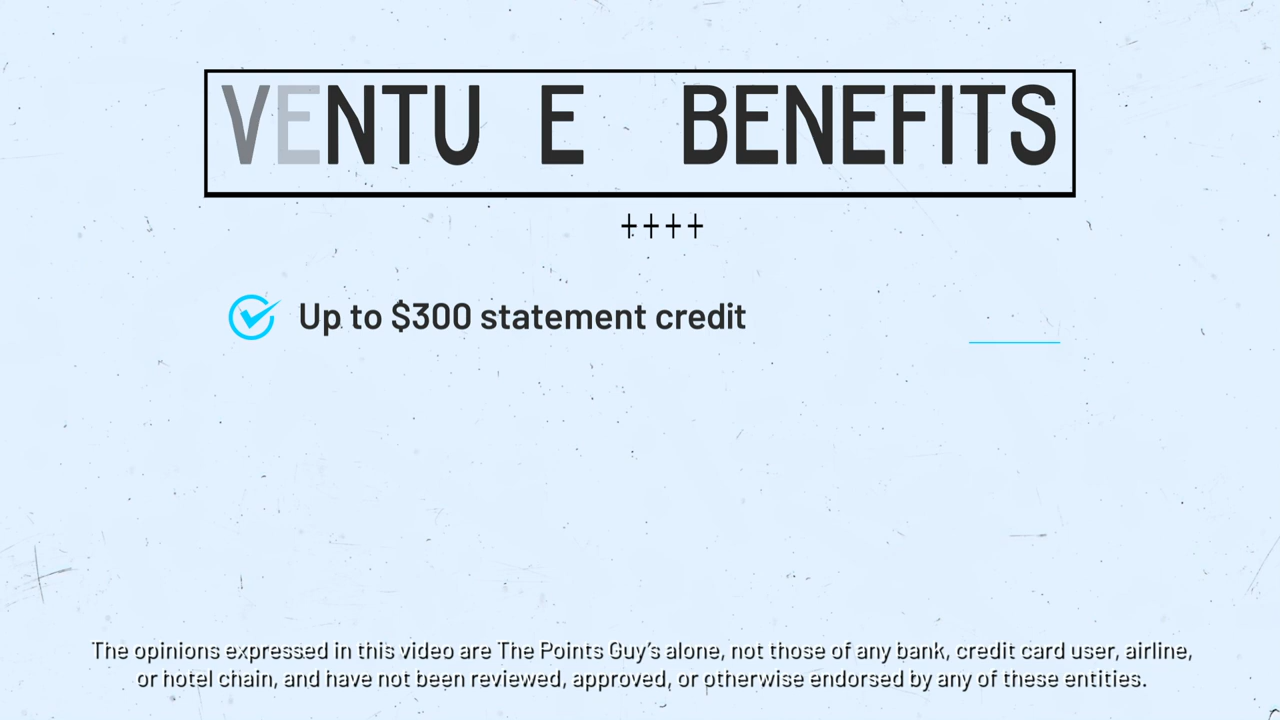 VENTU E BENEFITS
++++
Up to $300 statement credit
The opinions expressed in this video are The Points Guy's alone, not those of any bank, credit card user, airline,
or hotel chain, and have not been reviewed, approved, or otherwise endorsed by any of these entities.